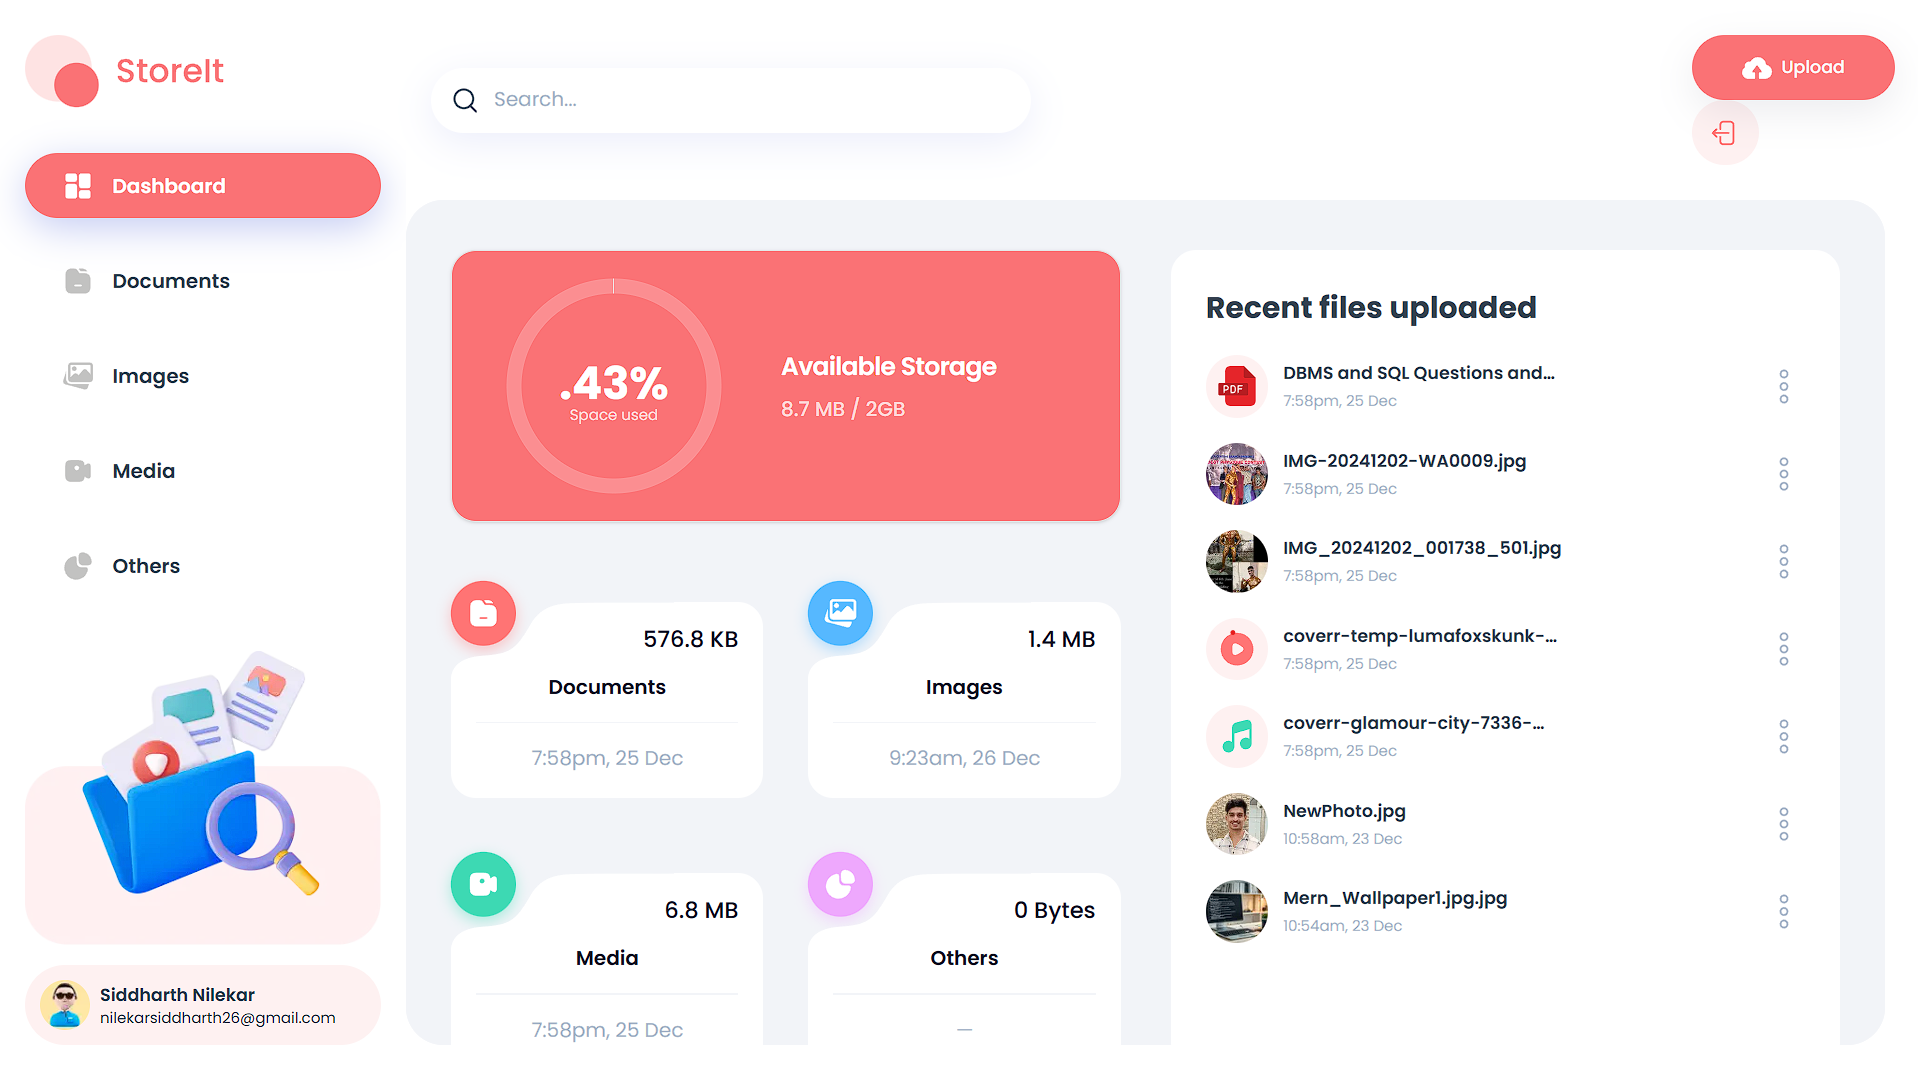 StoreIt
Search...
Upload
Dashboard
Documents
Images
Media
Others
Siddharth Nilekar
nilekarsiddharth26@gmail.com
.43%
Space used
Available Storage
8.7 MB / 2GB
576.8 KB
Documents
7:58pm, 25 Dec
1.4 MB
Images
9:23am, 26 Dec
6.8 MB
Media
7:58pm, 25 Dec
0 Bytes
Others
—
Recent files uploaded
PDF
DBMS and SQL Questions and...
7:58pm, 25 Dec
IMG-20241202-WA0009.jpg
7:58pm, 25 Dec
IMG_20241202_001738_501.jpg
7:58pm, 25 Dec
coverr-temp-lumafoxskunk-...
7:58pm, 25 Dec
coverr-glamour-city-7336-...
7:58pm, 25 Dec
NewPhoto.jpg
10:58am, 23 Dec
Mern_Wallpaper1.jpg.jpg
10:54am, 23 Dec